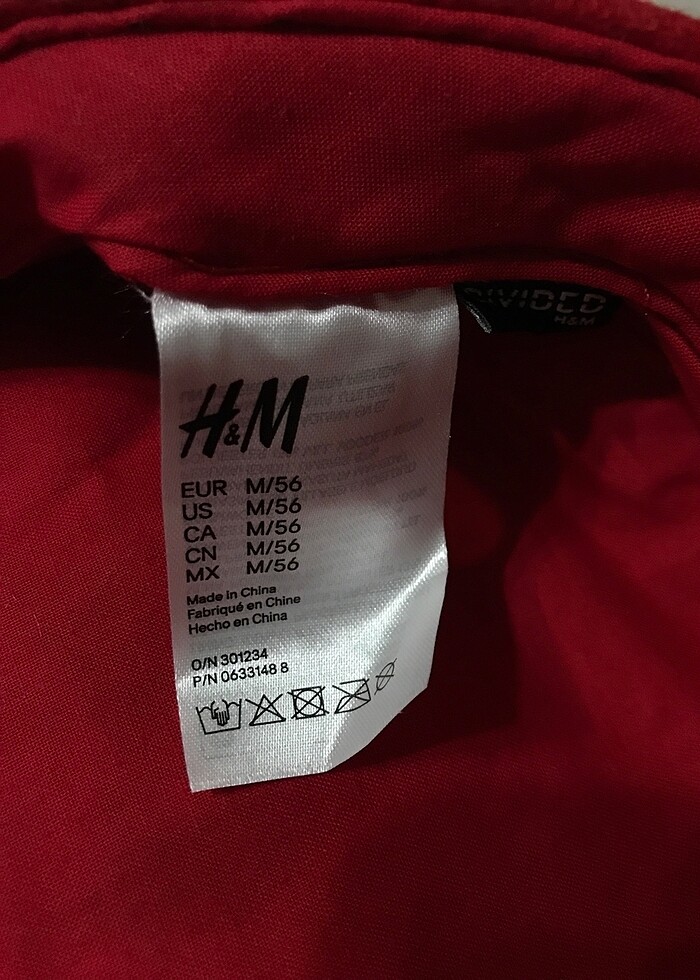 DIVIDED
H&M
H&M
EUR M/56
US M/56
CA M/56
CN M/56
MX M/56
Made in China
Fabriqué en Chine
Hecho en China
O/N 301234
P/N 0633148 8